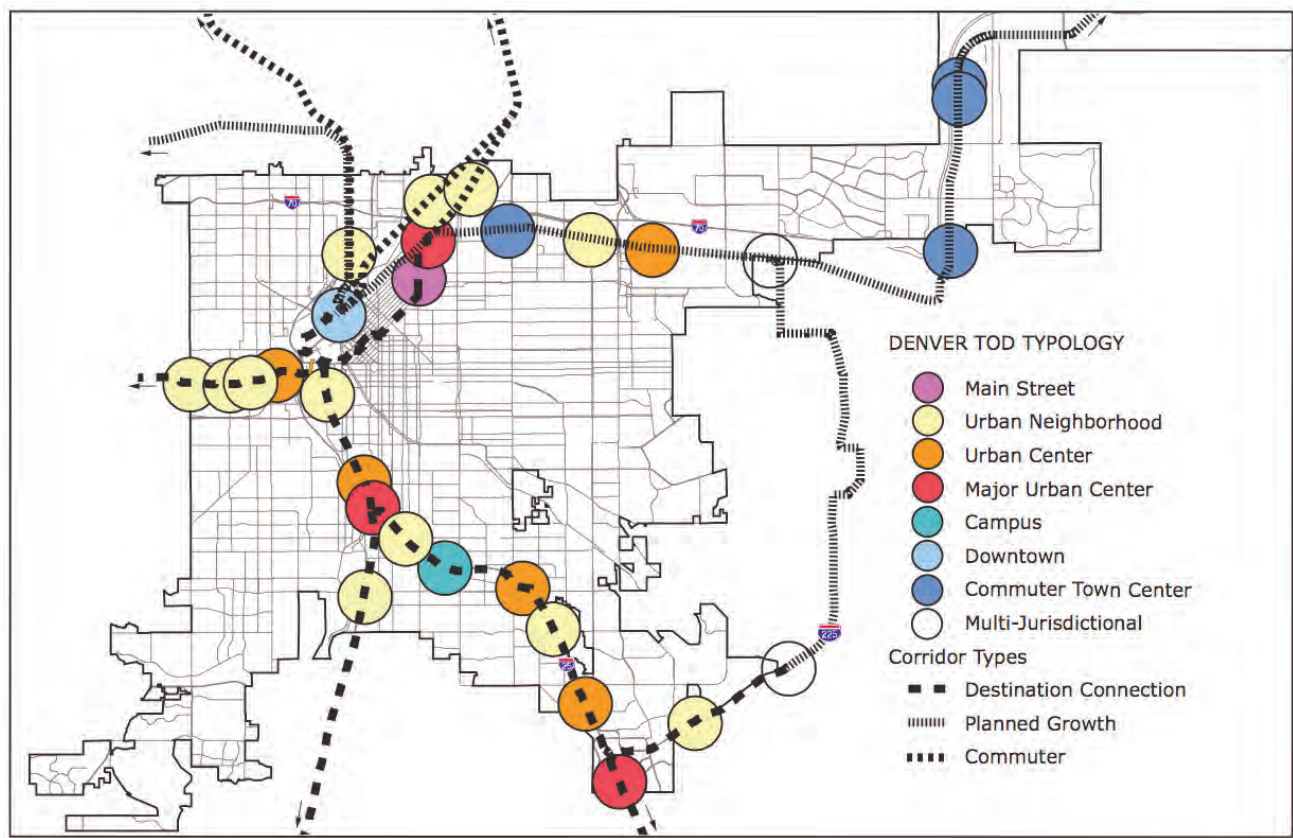 70
70
DENVER TOD TYPOLOGY
Main Street
Urban Neighborhood
Urban Center
Major Urban Center
Campus
Downtown
Commuter Town Center
Multi-Jurisdictional
225
25
Corridor Types
Destination Connection
Planned Growth
Commuter